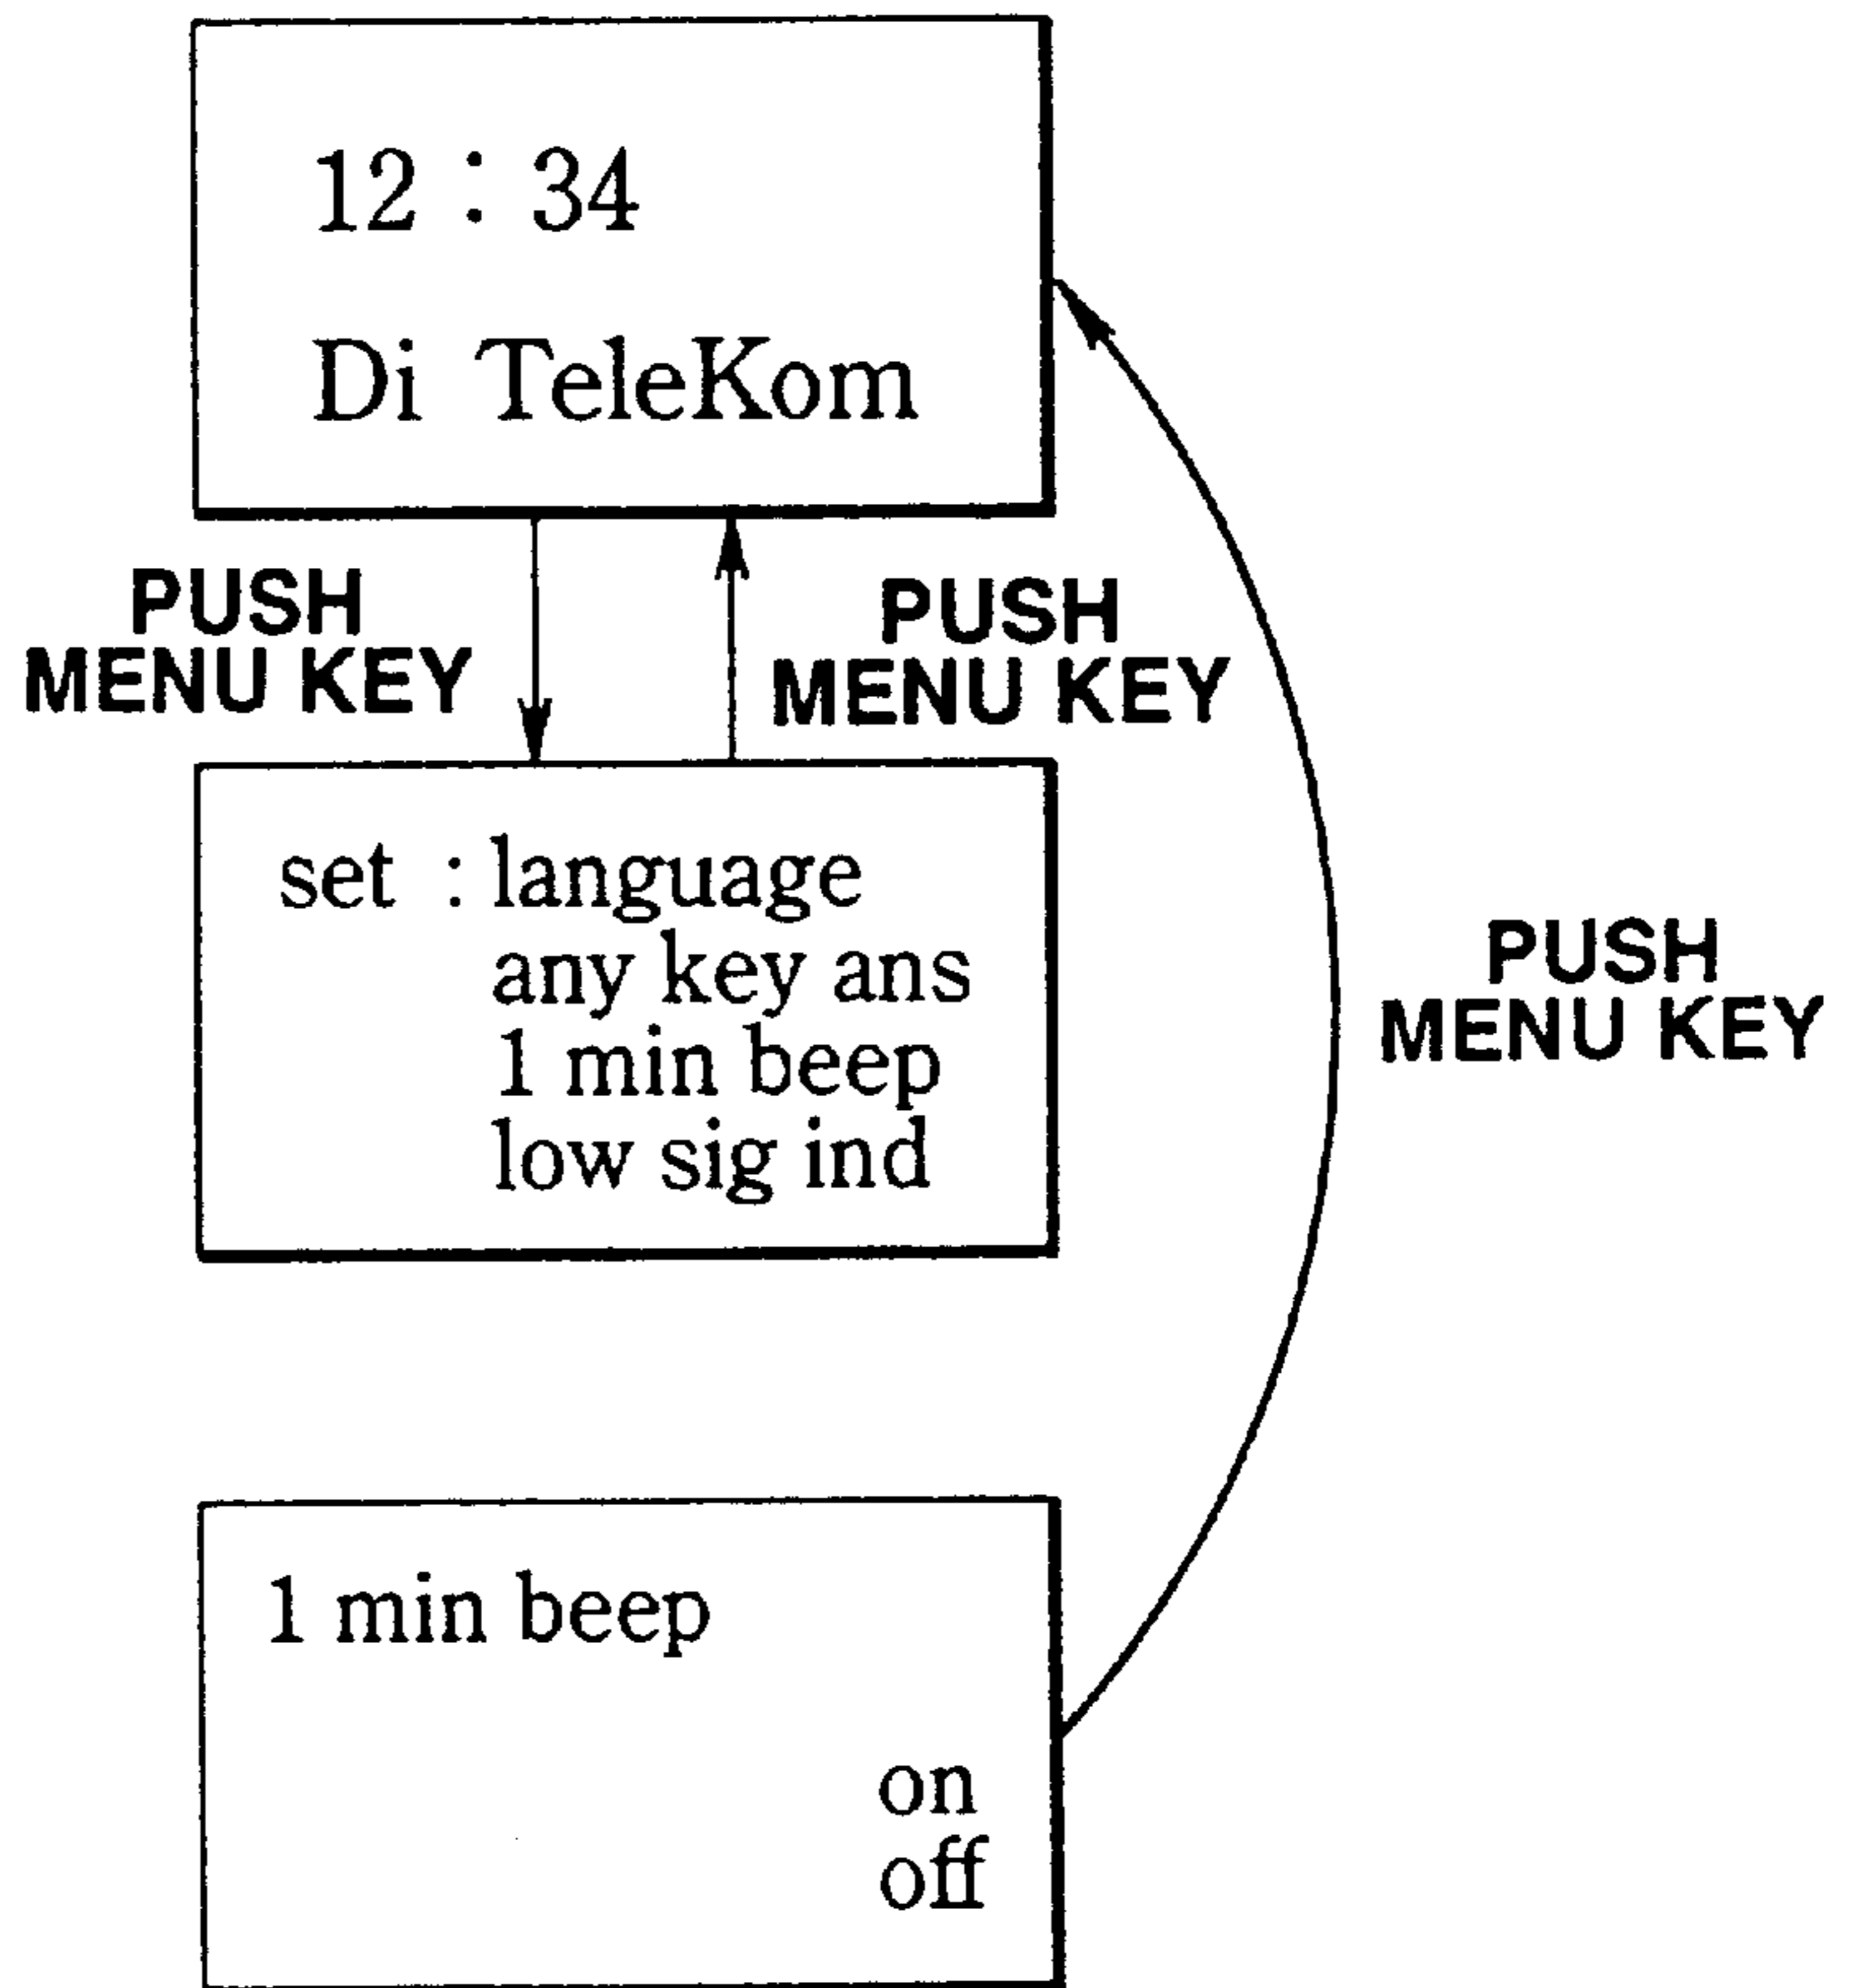 12 : 34
Di TeleKom
PUSH
MENU KEY
PUSH
MENU KEY
set : language
any key ans
1 min beep
low sig ind
PUSH
MENU KEY
1 min beep
on
off